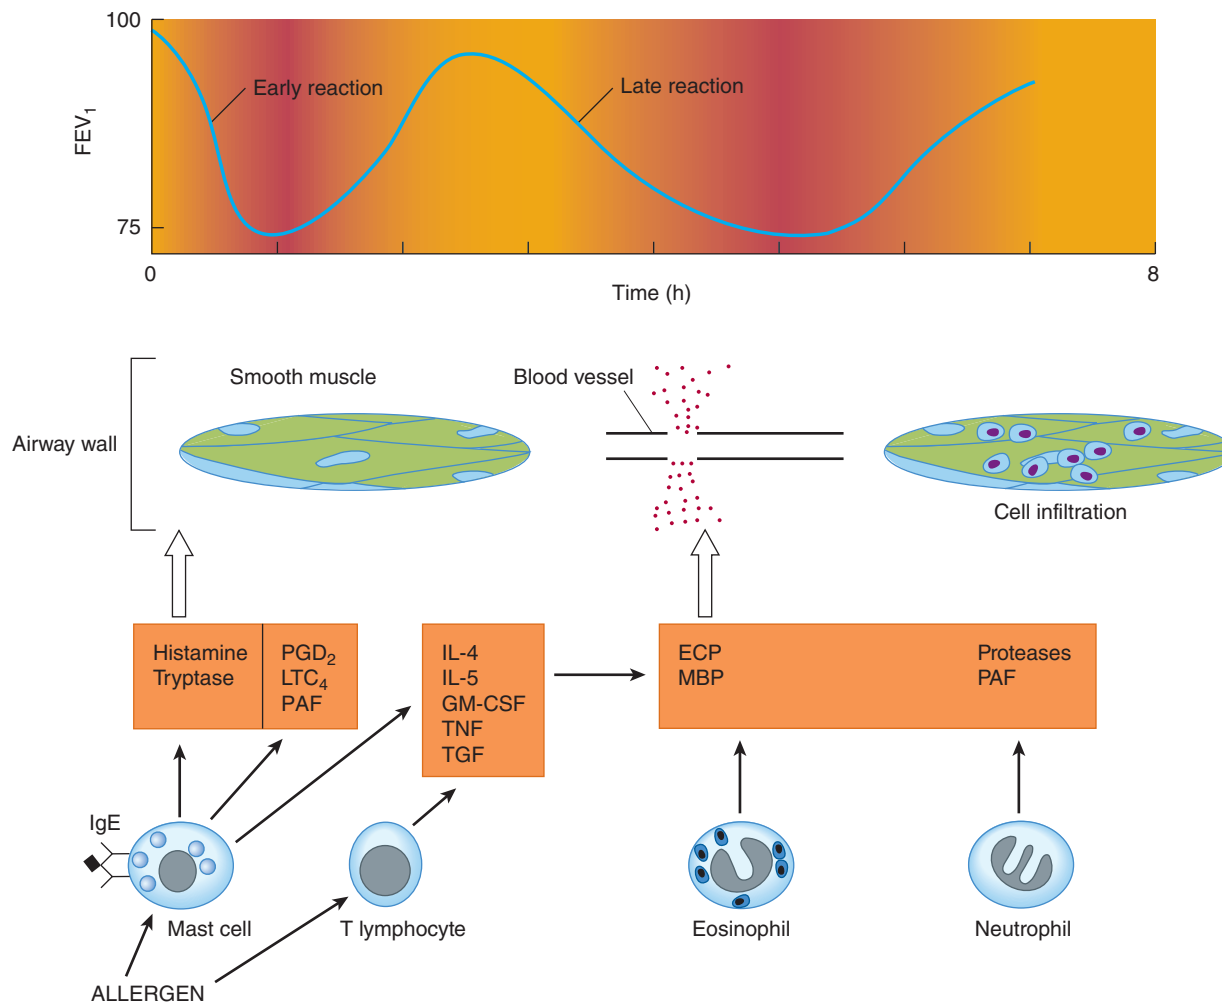 100
FEV₁
Early reaction
Late reaction
75
0
8
Time (h)
Airway wall
Smooth muscle
Blood vessel
Cell infiltration
Histamine
Tryptase
PGD₂
LTC₄
PAF
IL-4
IL-5
GM-CSF
TNF
TGF
ECP
MBP
Proteases
PAF
IgE
Mast cell
T lymphocyte
Eosinophil
Neutrophil
ALLERGEN